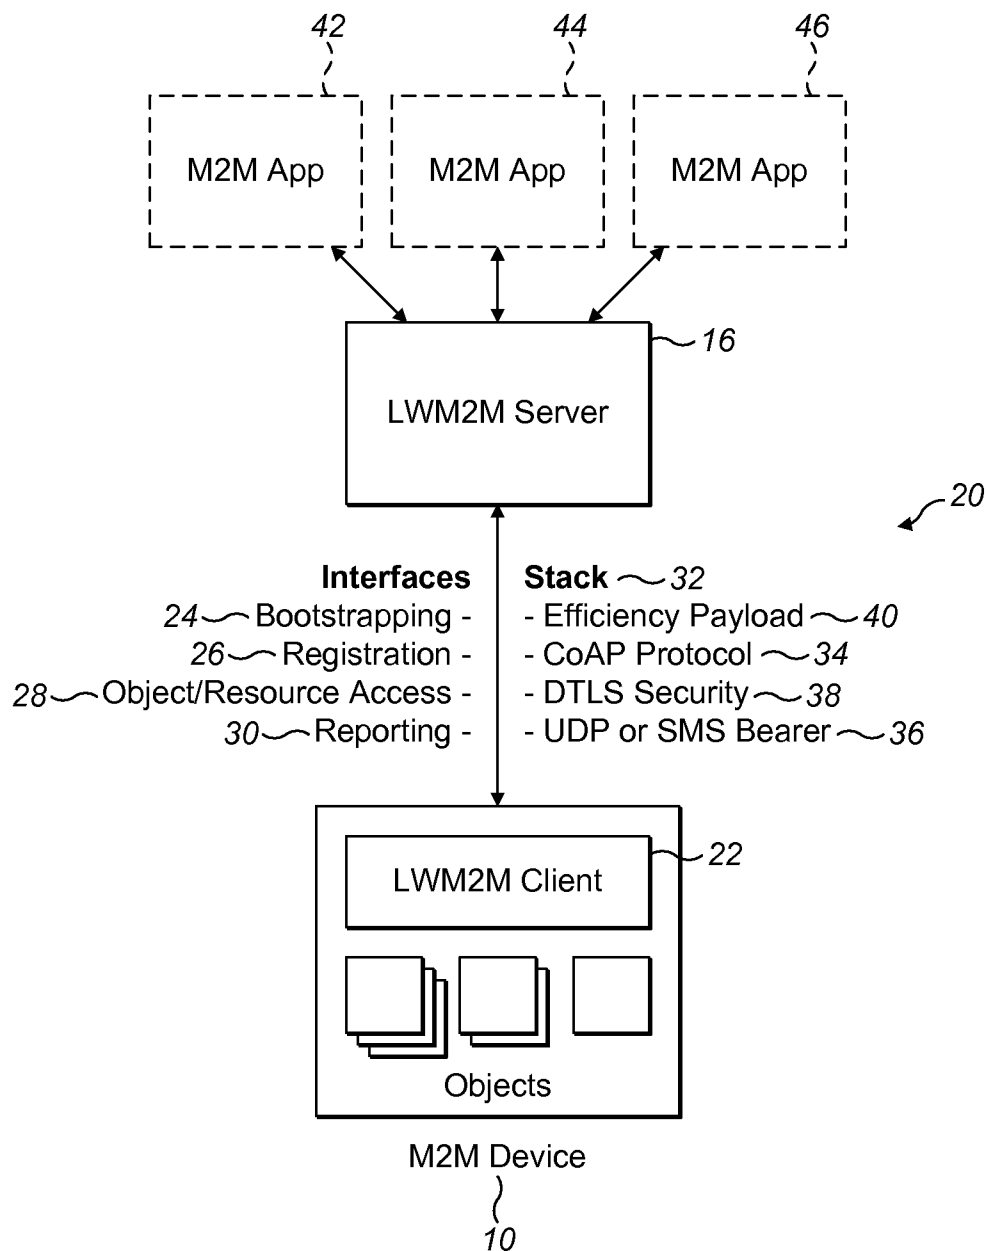 42 44 46
M2M App M2M App M2M App
16
LWM2M Server
20
Interfaces Stack 32
24 Bootstrapping - - Efficiency Payload 40
26 Registration - - CoAP Protocol 34
28 Object/Resource Access - - DTLS Security 38
30 Reporting - - UDP or SMS Bearer 36
22
LWM2M Client
Objects
M2M Device
10